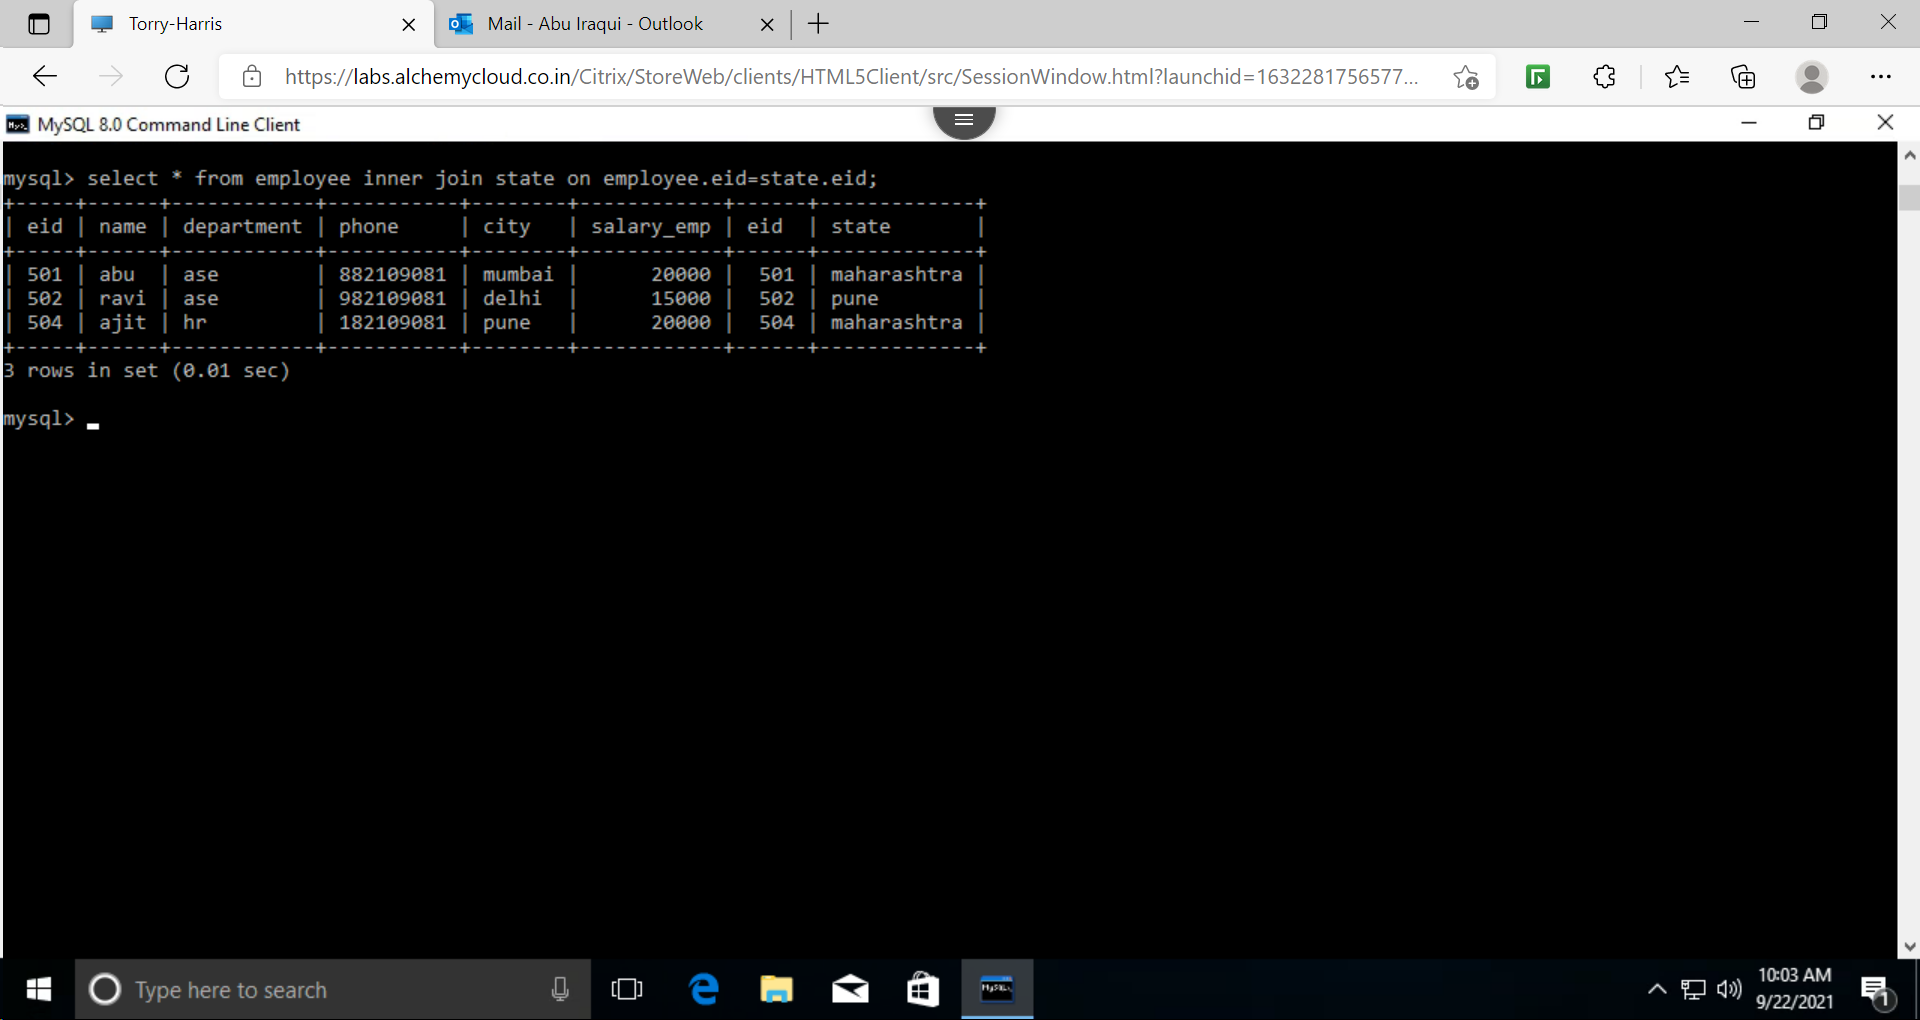 Torry-Harris
Mail - Abu Iraqui - Outlook
https://labs.alchemycloud.co.in/Citrix/StoreWeb/clients/HTML5Client/src/SessionWindow.html?launchid=1632281756577...
MySQL 8.0 Command Line Client
mysql> select * from employee inner join state on employee.eid=state.eid;
+-----+------+------------+-----------+--------+------------+------+-------------+
| eid | name | department | phone     | city   | salary_emp | eid  | state       |
+-----+------+------------+-----------+--------+------------+------+-------------+
| 501 | abu  | ase        | 882109081 | mumbai |      20000 |  501 | maharashtra |
| 502 | ravi | ase        | 982109081 | delhi  |      15000 |  502 | pune        |
| 504 | ajit | hr         | 182109081 | pune   |      20000 |  504 | maharashtra |
+-----+------+------------+-----------+--------+------------+------+-------------+
3 rows in set (0.01 sec)
mysql>
Type here to search
10:03 AM
9/22/2021
1